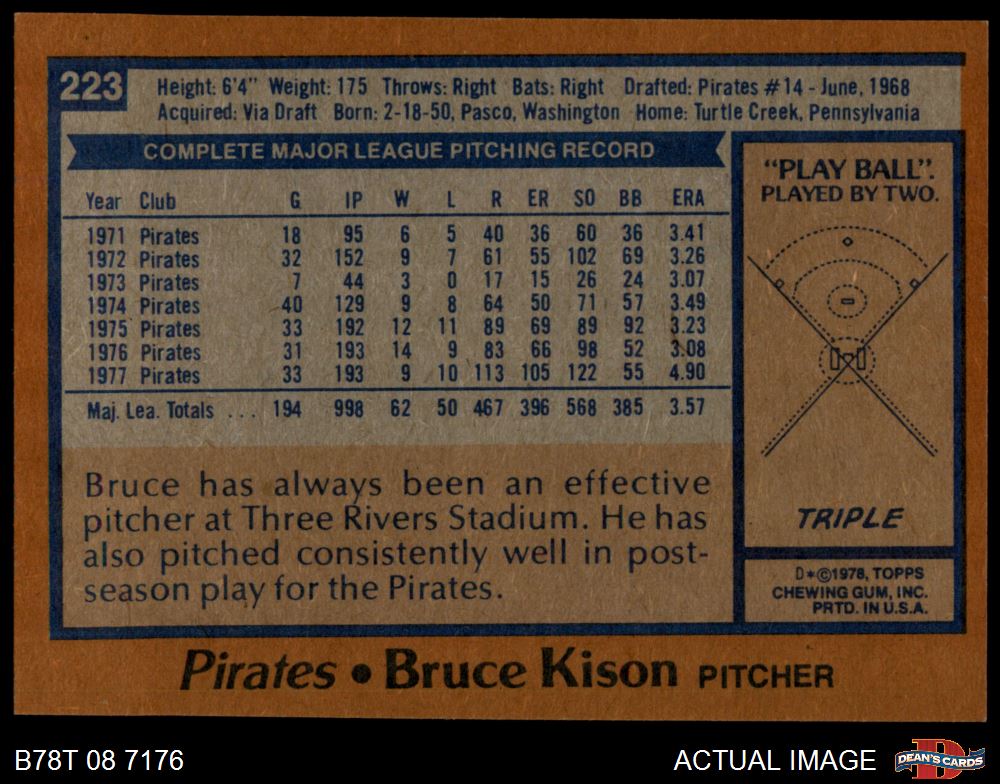 223
Height: 6'4" Weight: 175 Throws: Right Bats: Right Drafted: Pirates #14 - June, 1968
Acquired: Via Draft Born: 2-18-50, Pasco, Washington Home: Turtle Creek, Pennsylvania
COMPLETE MAJOR LEAGUE PITCHING RECORD
Year Club G IP W L R ER SO BB ERA
1971 Pirates 18 95 6 5 40 36 60 36 3.41
1972 Pirates 32 152 9 7 61 55 102 69 3.26
1973 Pirates 7 44 3 0 17 15 26 24 3.07
1974 Pirates 40 129 9 8 64 50 71 57 3.49
1975 Pirates 33 192 12 11 89 69 89 92 3.23
1976 Pirates 31 193 14 9 83 66 98 52 3.08
1977 Pirates 33 193 9 10 113 105 122 55 4.90
Maj. Lea. Totals ... 194 998 62 50 467 396 568 385 3.57
Bruce has always been an effective
pitcher at Three Rivers Stadium. He has
also pitched consistently well in post-
season play for the Pirates.
"PLAY BALL".
PLAYED BY TWO.
TRIPLE
D*©1978, TOPPS
CHEWING GUM, INC.
PRTD. IN U.S.A.
Pirates • Bruce Kison PITCHER
B78T 08 7176
ACTUAL IMAGE
DEAN'S CARDS